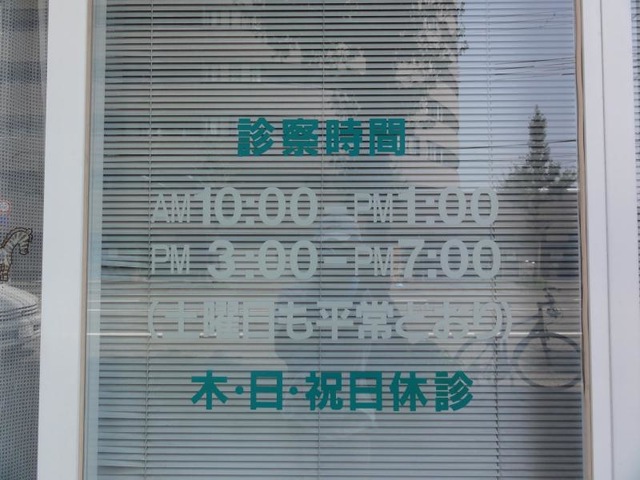 診察時間
AM10:00-PM1:00
PM 3:00-PM7:00
(土曜日も平常どおり)
木･日･祝日休診